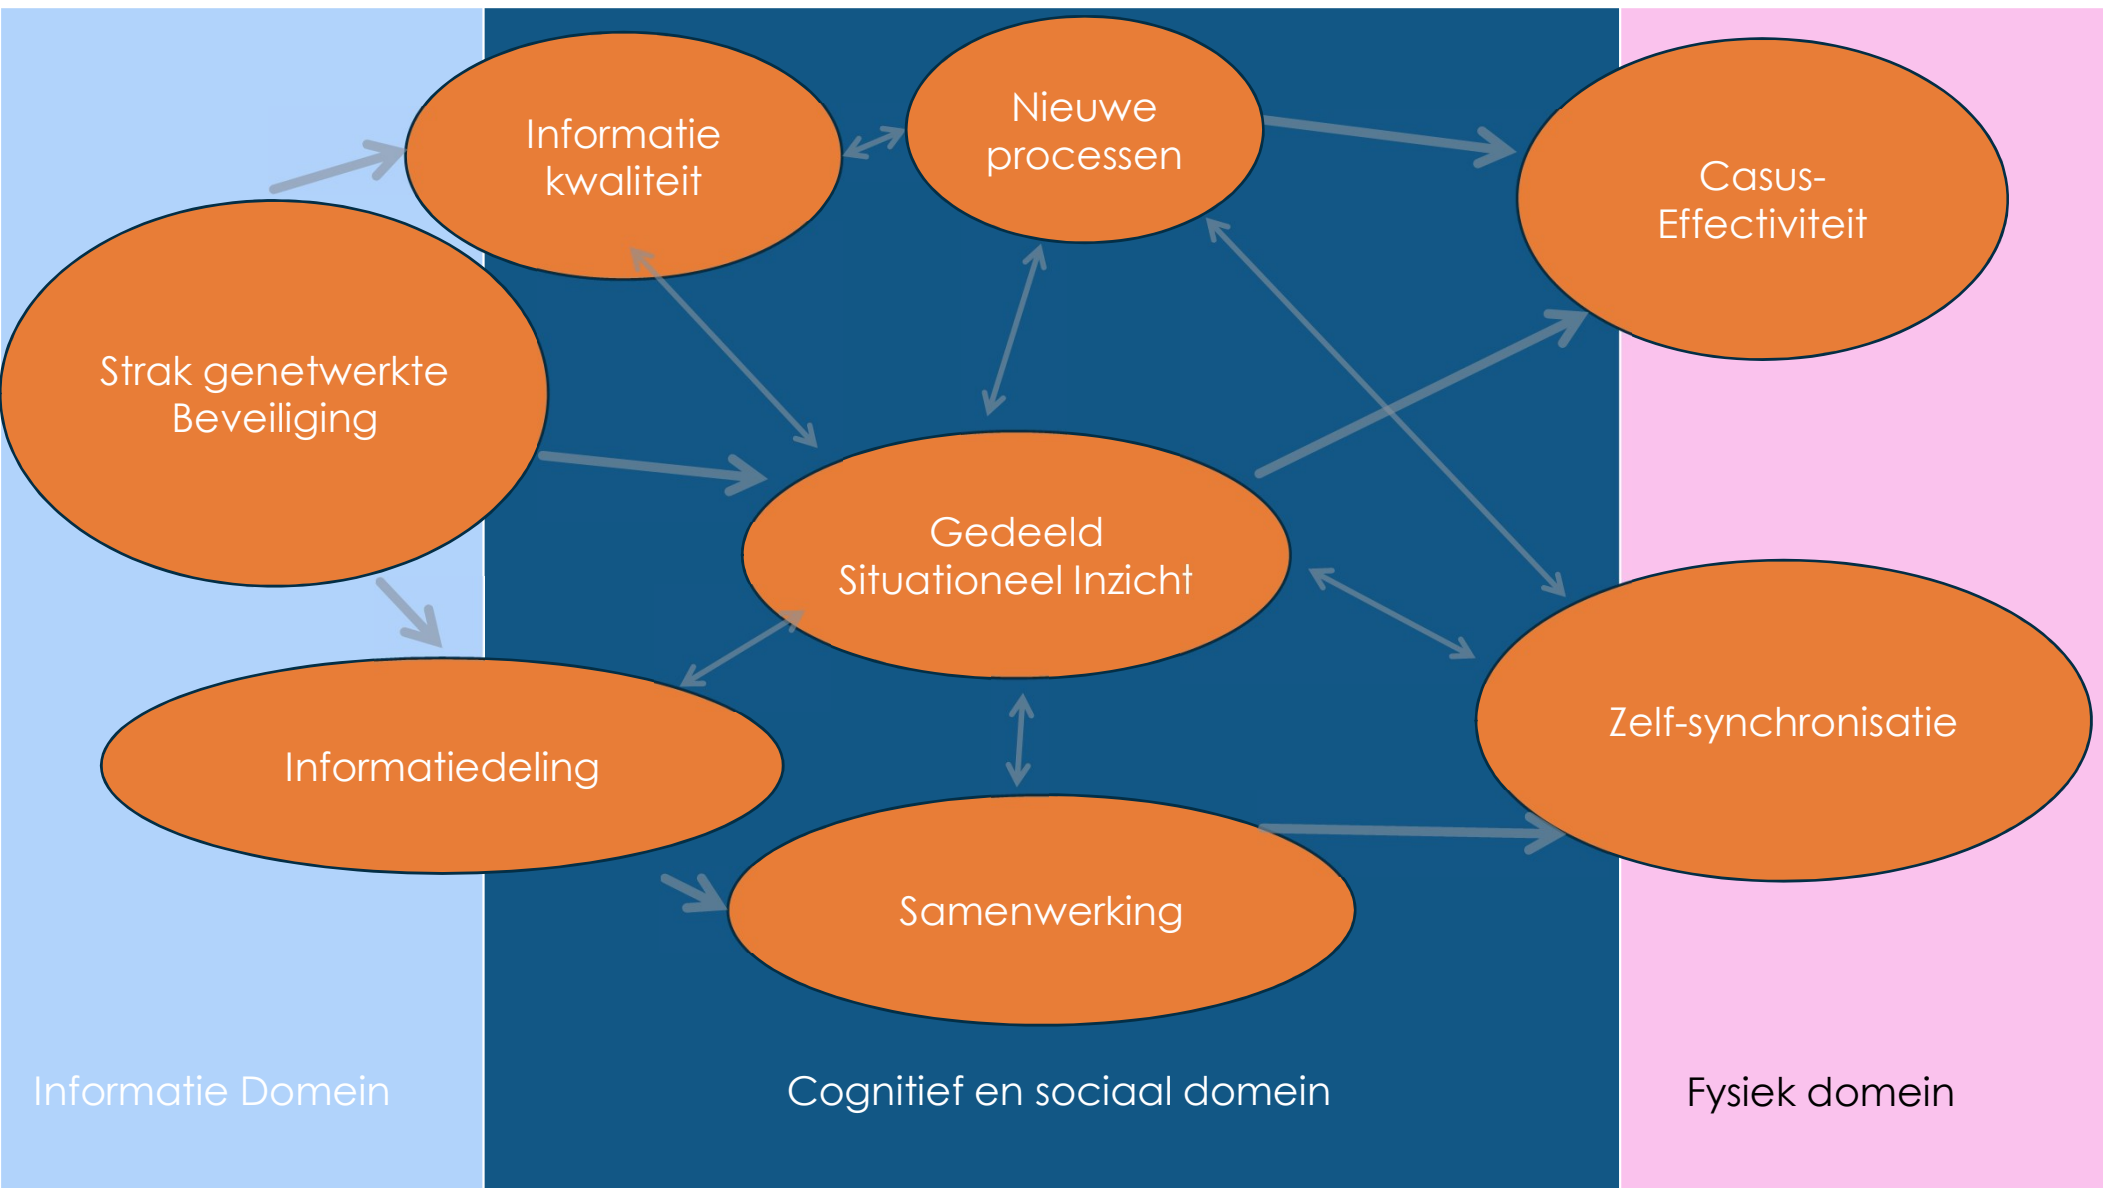 Informatie
kwaliteit
Nieuwe
processen
Casus-
Effectiviteit
Strak genetwerkte
Beveiliging
Gedeeld
Situationeel Inzicht
Informatiedeling
Zelf-synchronisatie
Samenwerking
Informatie Domein
Cognitief en sociaal domein
Fysiek domein